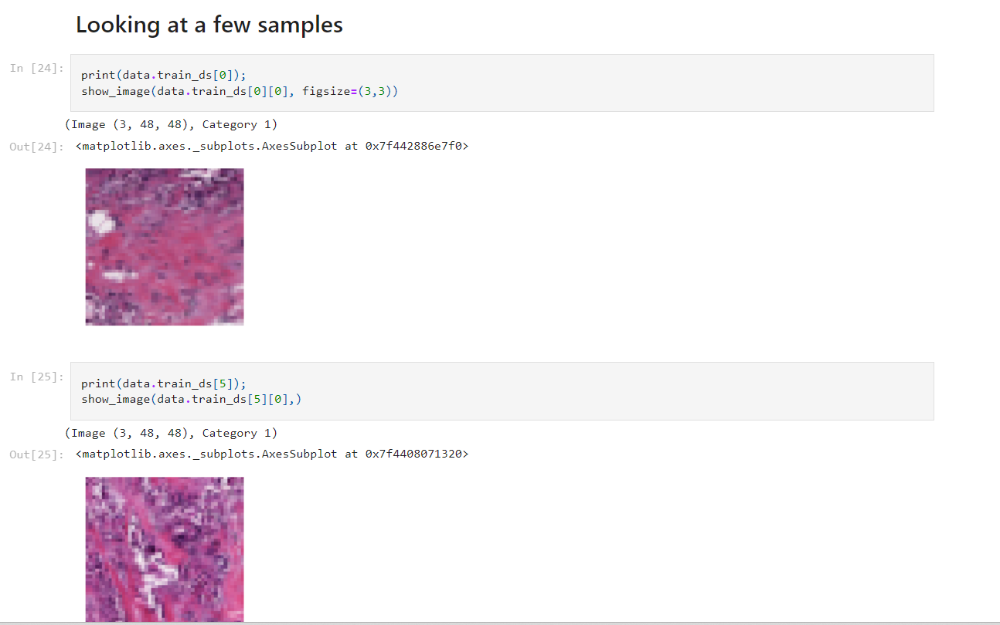 Looking at a few samples
In [24]:
print(data.train_ds[0]);
show_image(data.train_ds[0][0], figsize=(3,3))
(Image (3, 48, 48), Category 1)
Out[24]: <matplotlib.axes._subplots.AxesSubplot at 0x7f442886e7f0>
In [25]:
print(data.train_ds[5]);
show_image(data.train_ds[5][0],)
(Image (3, 48, 48), Category 1)
Out[25]: <matplotlib.axes._subplots.AxesSubplot at 0x7f4408071320>